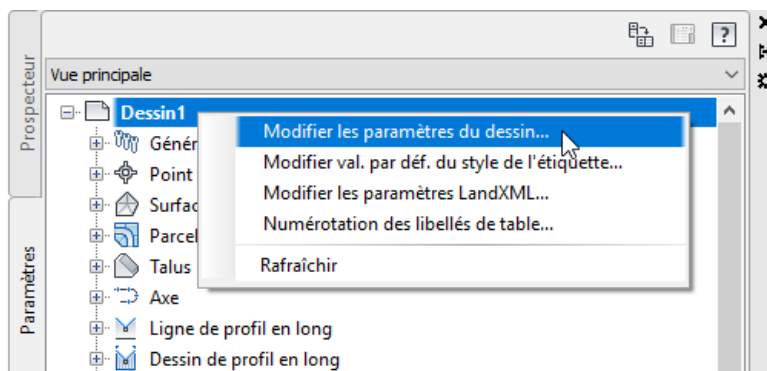 Vue principale
Prospecteur
Dessin1
Modifier les paramètres du dessin...
Génér
Modifier val. par déf. du style de l'étiquette...
Point
Modifier les paramètres LandXML...
Surfac
Numérotation des libellés de table...
Parcel
Rafraîchir
Talus
Paramètres
Axe
Ligne de profil en long
Dessin de profil en long